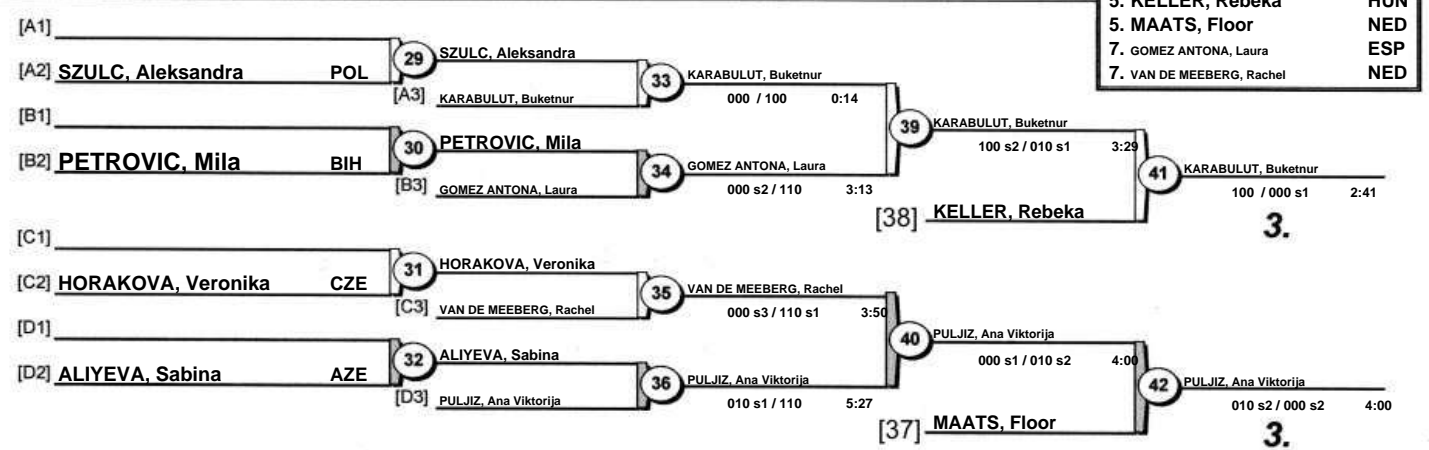 5. KELLER, Rebeka HUN
5. MAATS, Floor NED
7. GOMEZ ANTONA, Laura ESP
7. VAN DE MEEBERG, Rachel NED
[A1]
29 SZULC, Aleksandra
[A2] SZULC, Aleksandra POL
33 KARABULUT, Buketnur
000 / 100 0:14
[A3] KARABULUT, Buketnur
[B1]
39 KARABULUT, Buketnur
100 s2 / 010 s1 3:29
30 PETROVIC, Mila
[B2] PETROVIC, Mila BIH
34 GOMEZ ANTONA, Laura
000 s2 / 110 3:13
[B3] GOMEZ ANTONA, Laura
41 KARABULUT, Buketnur
100 / 000 s1 2:41
[38] KELLER, Rebeka
3.
[C1]
31 HORAKOVA, Veronika
[C2] HORAKOVA, Veronika CZE
35 VAN DE MEEBERG, Rachel
000 s3 / 110 s1 3:50
[C3] VAN DE MEEBERG, Rachel
[D1]
40 PULJIZ, Ana Viktorija
000 s1 / 010 s2 4:00
32 ALIYEVA, Sabina
[D2] ALIYEVA, Sabina AZE
36 PULJIZ, Ana Viktorija
010 s1 / 110 5:27
[D3] PULJIZ, Ana Viktorija
42 PULJIZ, Ana Viktorija
010 s2 / 000 s2 4:00
[37] MAATS, Floor
3.